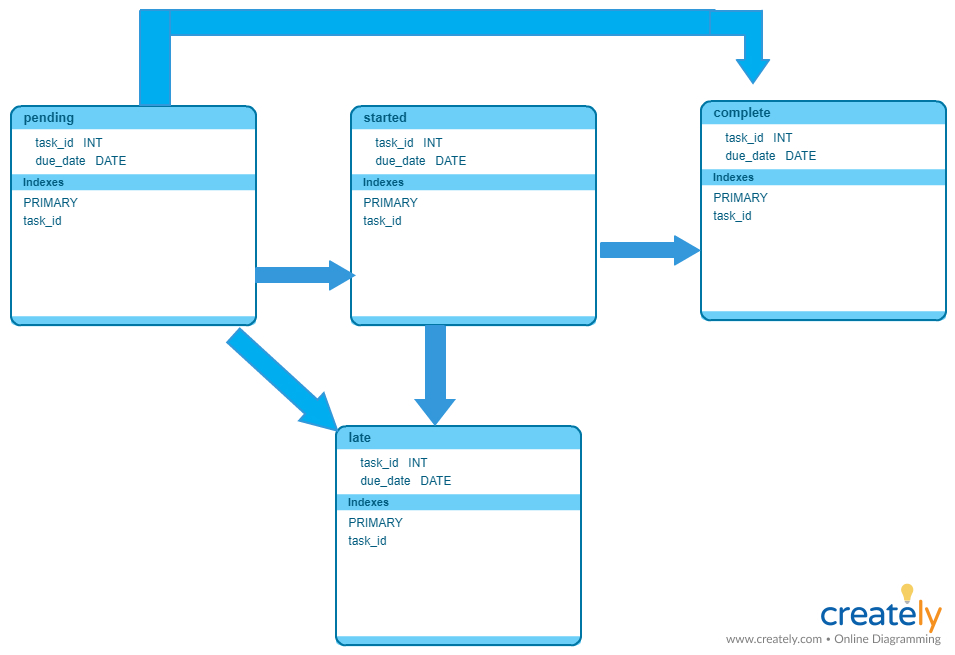 pending
task_id INT
due_date DATE
Indexes
PRIMARY
task_id
started
task_id INT
due_date DATE
Indexes
PRIMARY
task_id
complete
task_id INT
due_date DATE
Indexes
PRIMARY
task_id
late
task_id INT
due_date DATE
Indexes
PRIMARY
task_id
creately
www.creately.com • Online Diagramming